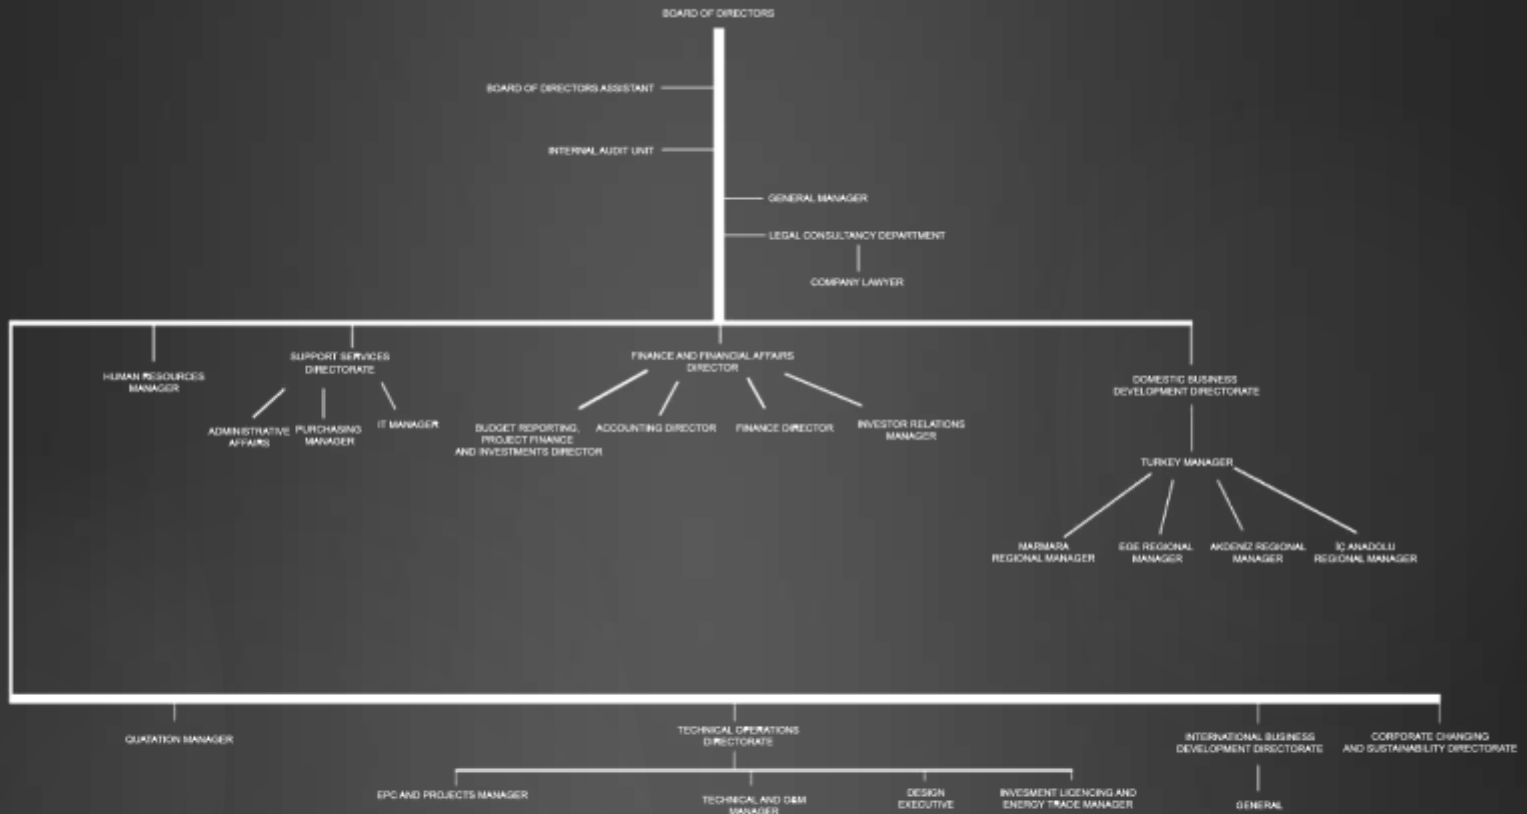 BOARD OF DIRECTORS
BOARD OF DIRECTORS ASSISTANT
INTERNAL AUDIT UNIT
GENERAL MANAGER
LEGAL CONSULTANCY DEPARTMENT
COMPANY LAWYER
HUMAN RESOURCES
MANAGER
SUPPORT SERVICES
DIRECTORATE
ADMINISTRATIVE
AFFAIRS
PURCHASING
MANAGER
IT MANAGER
FINANCE AND FINANCIAL AFFAIRS
DIRECTOR
BUDGET REPORTING,
PROJECT FINANCE
AND INVESTMENTS DIRECTOR
ACCOUNTING DIRECTOR
FINANCE DIRECTOR
INVESTOR RELATIONS
MANAGER
DOMESTIC BUSINESS
DEVELOPMENT DIRECTORATE
TURKEY MANAGER
MARMARA
REGIONAL MANAGER
EGE REGIONAL
MANAGER
AKDENİZ REGIONAL
MANAGER
İÇ ANADOLU
REGIONAL MANAGER
QUATATION MANAGER
TECHNICAL OPERATIONS
DIRECTORATE
EPC AND PROJECTS MANAGER
TECHNICAL AND O&M
MANAGER
DESIGN
EXECUTIVE
INVESMENT LICENCING AND
ENERGY TRADE MANAGER
INTERNATIONAL BUSINESS
DEVELOPMENT DIRECTORATE
GENERAL
CORPORATE CHANGING
AND SUSTAINABILITY DIRECTORATE